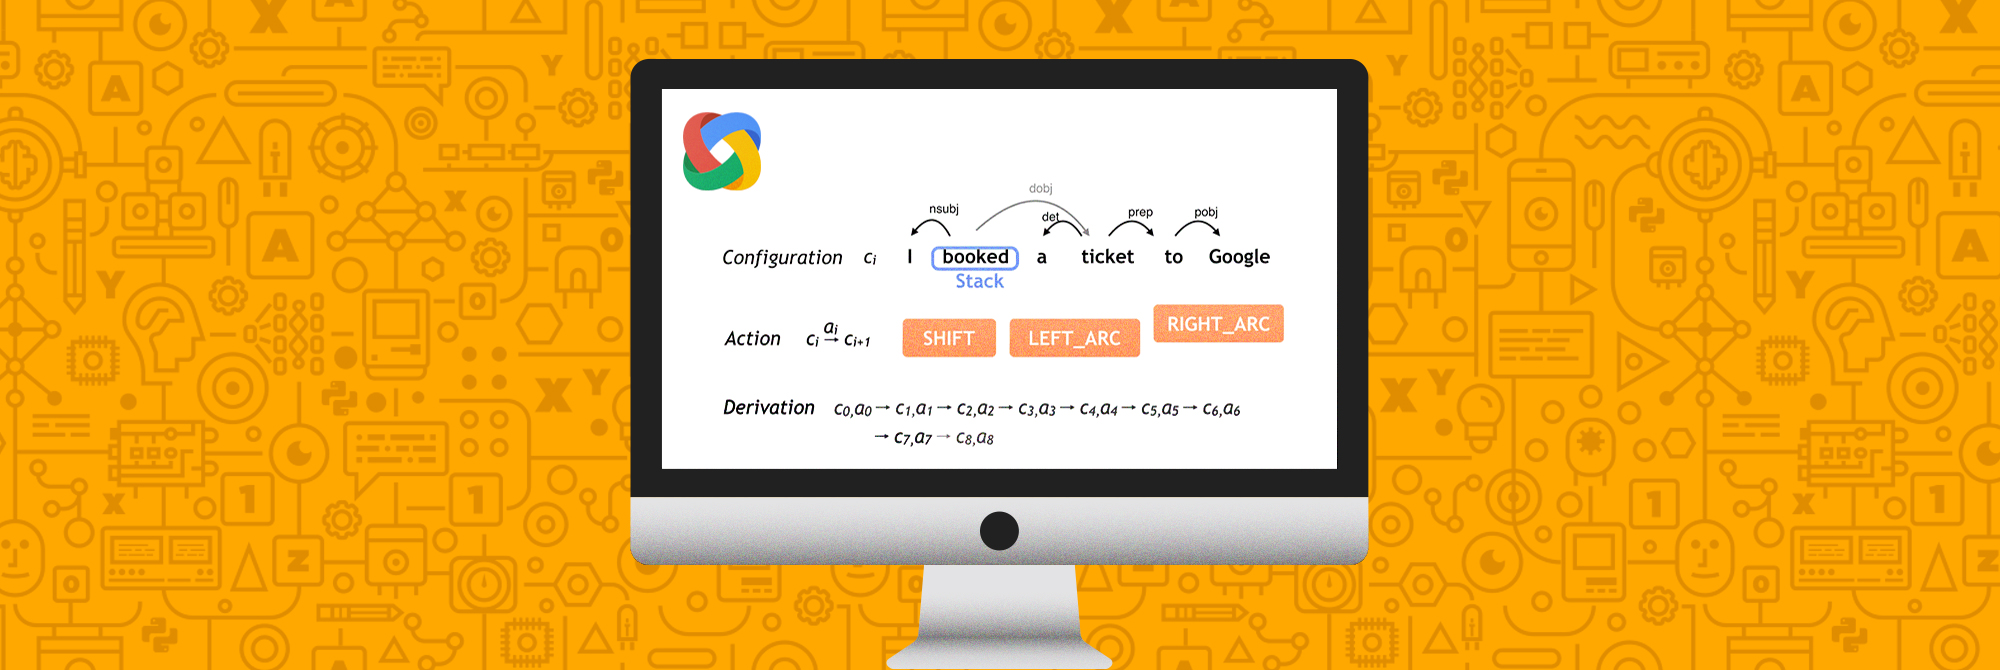 dobj
nsubj det prep pobj
Configuration ci I booked a ticket to Google
Stack
Action ci ai→ ci+1 SHIFT LEFT_ARC RIGHT_ARC
Derivation c0,a0 → c1,a1 → c2,a2 → c3,a3 → c4,a4 → c5,a5 → c6,a6
→ c7,a7 → c8,a8